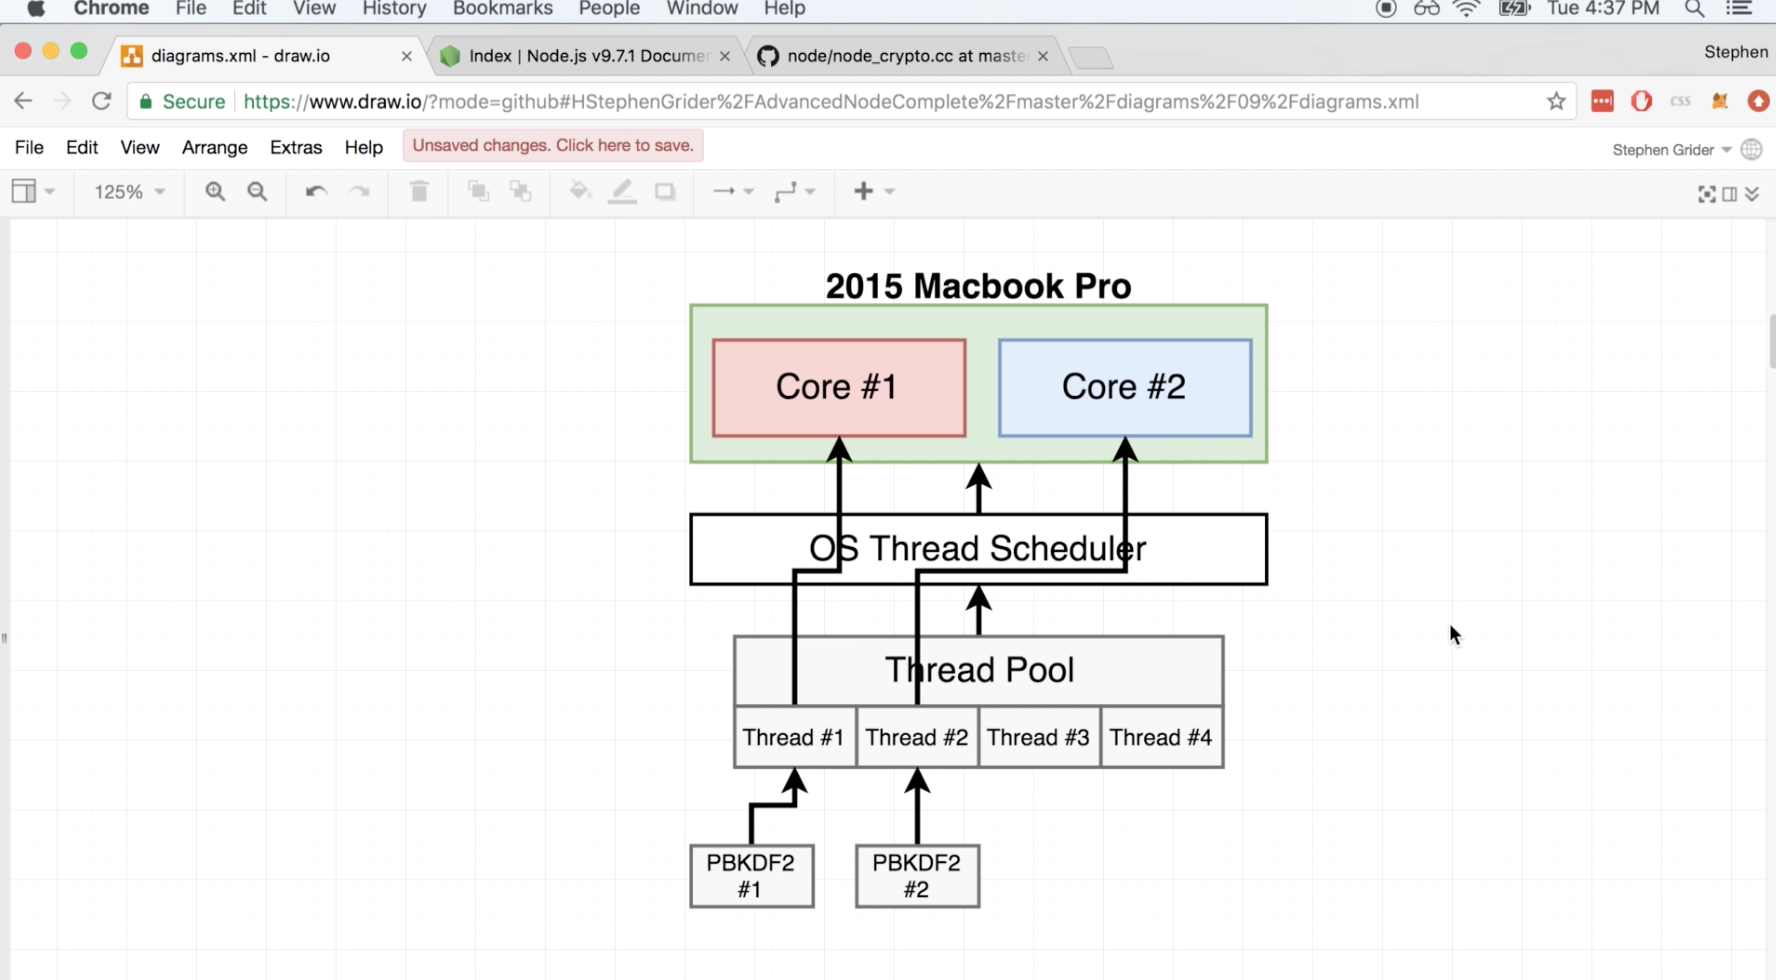 Chrome File Edit View History Bookmarks People Window Help Tue 4:37 PM
diagrams.xml - draw.io Index | Node.js v9.7.1 Documen node/node_crypto.cc at maste Stephen
Secure https://www.draw.io/?mode=github#HStephenGrider%2FAdvancedNodeComplete%2Fmaster%2Fdiagrams%2F09%2Fdiagrams.xml CSS
File Edit View Arrange Extras Help Unsaved changes. Click here to save. Stephen Grider
125%
2015 Macbook Pro
Core #1 Core #2
OS Thread Scheduler
Thread Pool
Thread #1 Thread #2 Thread #3 Thread #4
PBKDF2 PBKDF2
#1 #2